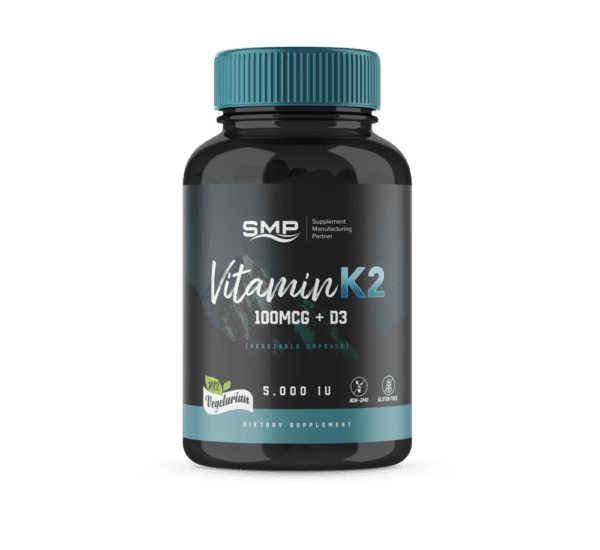 SMP
Supplement
Manufacturing
Partner
Vitamin K2
100MCG + D3
(VEGETABLE CAPSULE)
100%
Vegetarian
5,000 IU
NON-GMO
GLUTEN FREE
DIETARY SUPPLEMENT